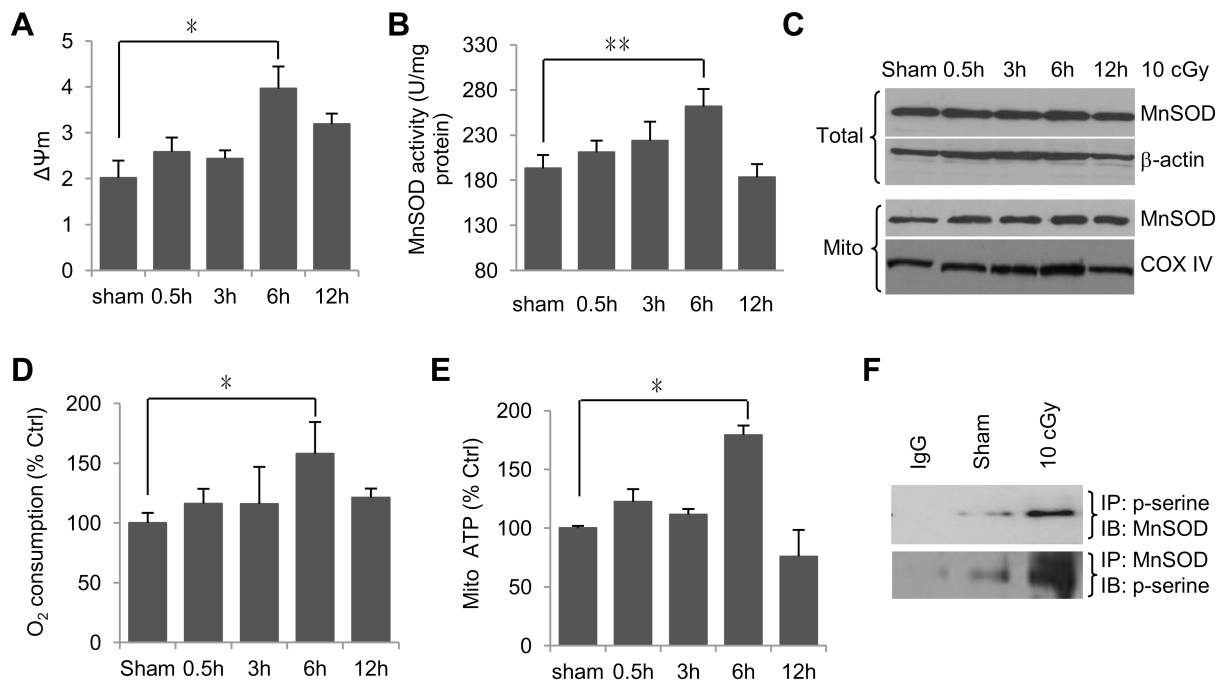 A
*
5
4
3
2
1
0
ΔΨm
sham 0.5h 3h 6h 12h
B
**
330
280
230
180
130
80
MnSOD activity (U/mg
protein)
sham 0.5h 3h 6h 12h
C
Sham 0.5h 3h 6h 12h 10 cGy
Total
MnSOD
β-actin
Mito
MnSOD
COX IV
D
*
200
150
100
50
0
O₂ consumption (% Ctrl)
Sham 0.5h 3h 6h 12h
E
*
200
150
100
50
0
Mito ATP (% Ctrl)
sham 0.5h 3h 6h 12h
F
IgG
Sham
10 cGy
IP: p-serine
IB: MnSOD
IP: MnSOD
IB: p-serine